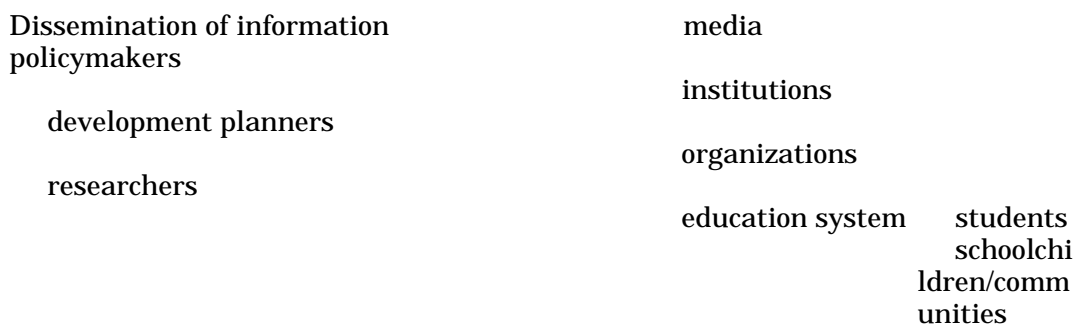 Dissemination of information media
policymakers
institutions
development planners
organizations
researchers
education system students
schoolchi
ldren/comm
unities